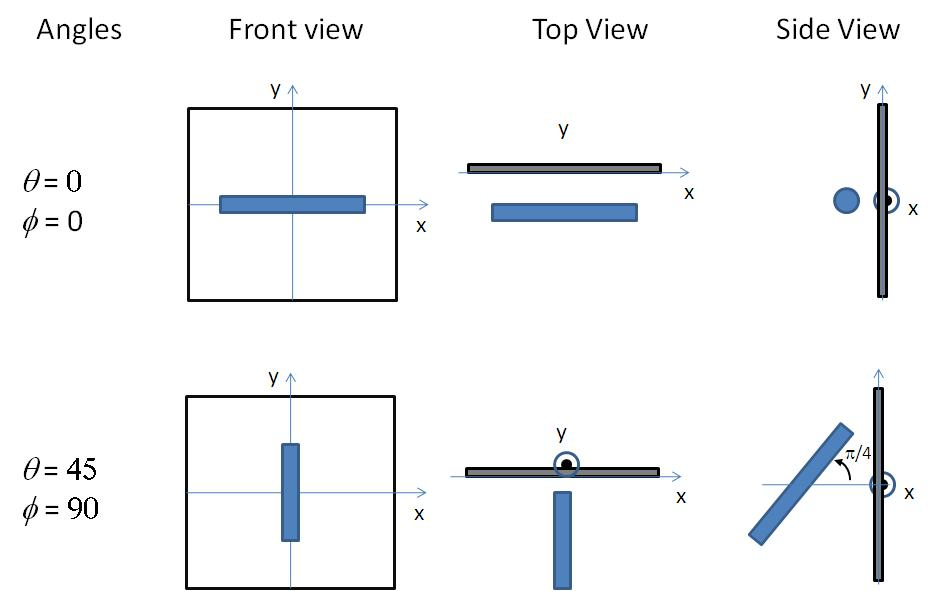 Angles Front view Top View Side View
y y
y
θ = 0
x
ϕ = 0 x x
y
y
θ = 45 π/4
ϕ = 90 x x x